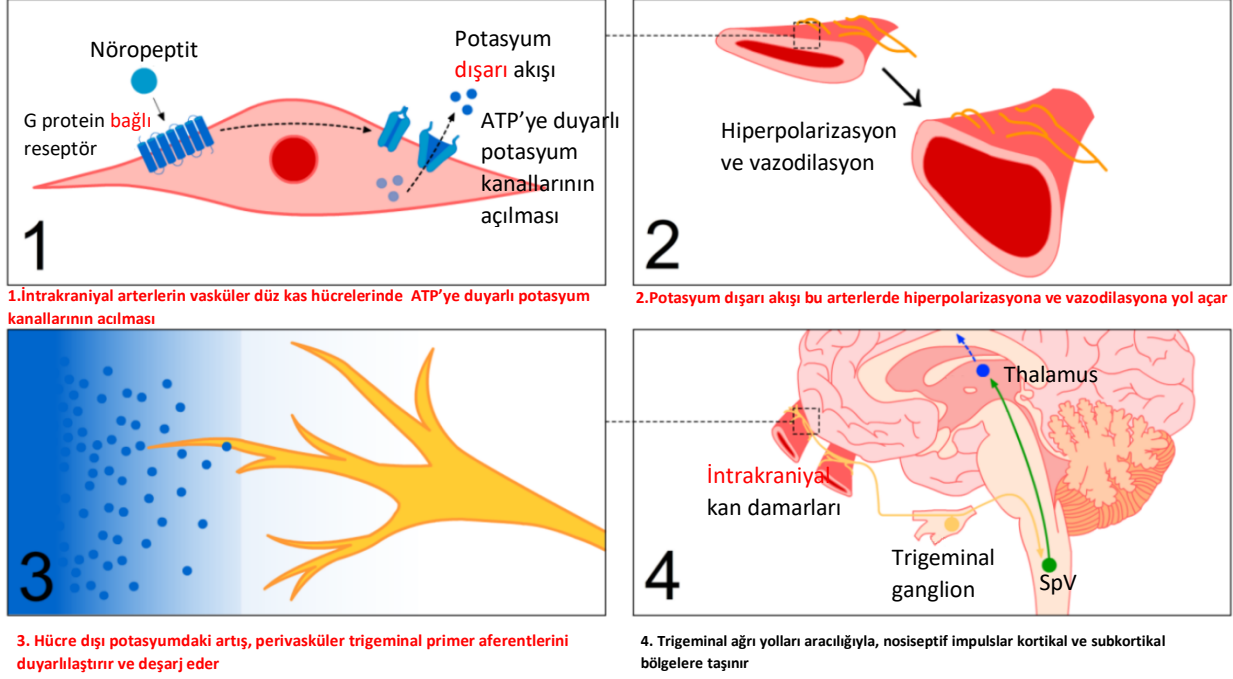 Nöropeptit
G protein bağlı
reseptör
Potasyum
dışarı akışı
ATP’ye duyarlı
potasyum
kanallarının
açılması
1
1.İntrakraniyal arterlerin vasküler düz kas hücrelerinde ATP’ye duyarlı potasyum
kanallarının acılması
Hiperpolarizasyon
ve vazodilasyon
2
2.Potasyum dışarı akışı bu arterlerde hiperpolarizasyona ve vazodilasyona yol açar
3
3. Hücre dışı potasyumdaki artış, perivasküler trigeminal primer aferentlerini
duyarlılaştırır ve deşarj eder
Thalamus
İntrakraniyal
kan damarları
Trigeminal
ganglion
SpV
4
4. Trigeminal ağrı yolları aracılığıyla, nosiseptif impulslar kortikal ve subkortikal
bölgelere taşınır